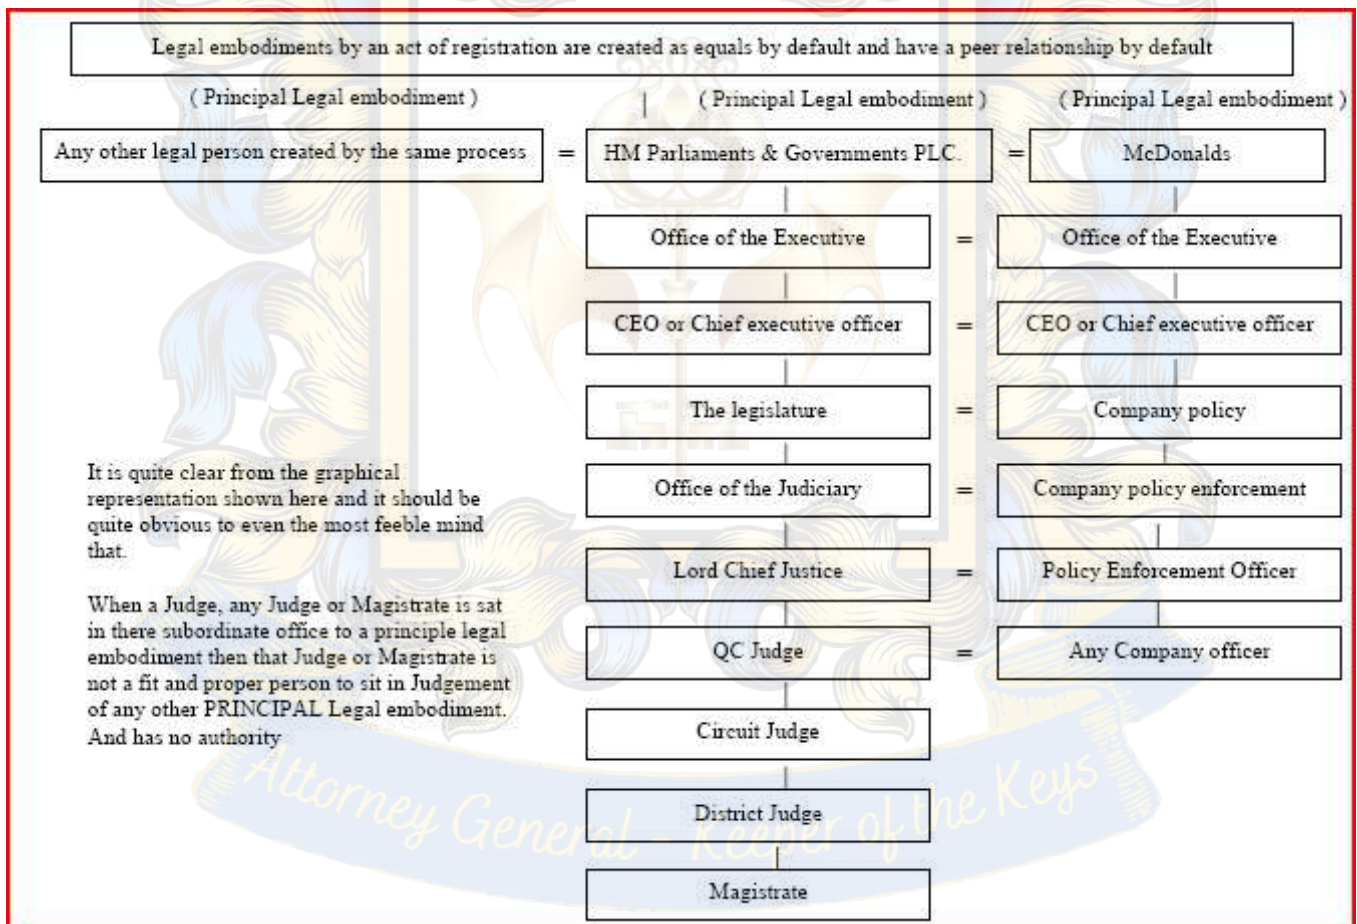 Legal embodiments by an act of registration are created as equals by default and have a peer relationship by default
( Principal Legal embodiment ) ( Principal Legal embodiment ) ( Principal Legal embodiment )
Any other legal person created by the same process = HM Parliaments & Governments PLC. = McDonalds
Office of the Executive = Office of the Executive
CEO or Chief executive officer = CEO or Chief executive officer
The legislature = Company policy
Office of the Judiciary = Company policy enforcement
Lord Chief Justice = Policy Enforcement Officer
QC Judge = Any Company officer
Circuit Judge
District Judge
Magistrate
It is quite clear from the graphical
representation shown here and it should be
quite obvious to even the most feeble mind
that.
When a Judge, any Judge or Magistrate is sat
in there subordinate office to a principle legal
embodiment then that Judge or Magistrate is
not a fit and proper person to sit in Judgement
of any other PRINCIPAL Legal embodiment.
And has no authority
Attorney General - Keeper of the Keys